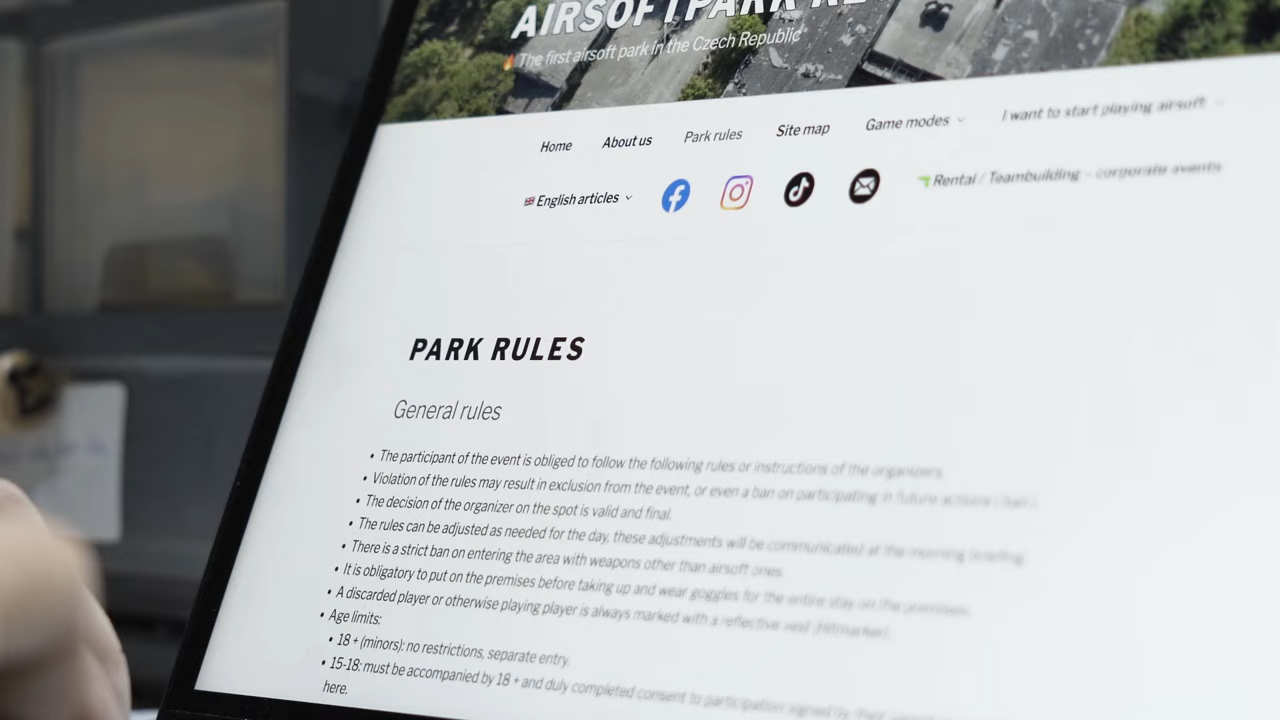 AIRSOFTPARK
The first airsoft park in the Czech Republic
Home About us Park rules Site map Game modes I want to start playing airsoft
English articles Rental / Teambuilding - corporate events
PARK RULES
General rules
• The participant of the event is obliged to follow the following rules or instructions of the organizers.
• Violation of the rules may result in exclusion from the event, or even a ban on participating in future actions (ban).
• The decision of the organizer on the spot is valid and final.
• The rules can be adjusted as needed for the day, these adjustments will be communicated at the morning briefing.
• There is a strict ban on entering the area with weapons other than airsoft ones.
• It is obligatory to put on the premises before taking up and wear goggles for the entire stay on the premises.
• A discarded player or otherwise playing player is always marked with a reflective vest (Hitmarker).
• Age limits:
• 18 + (minors): no restrictions, separate entry.
• 15-18: must be accompanied by 18 + and duly completed consent to participation signed by their
here.